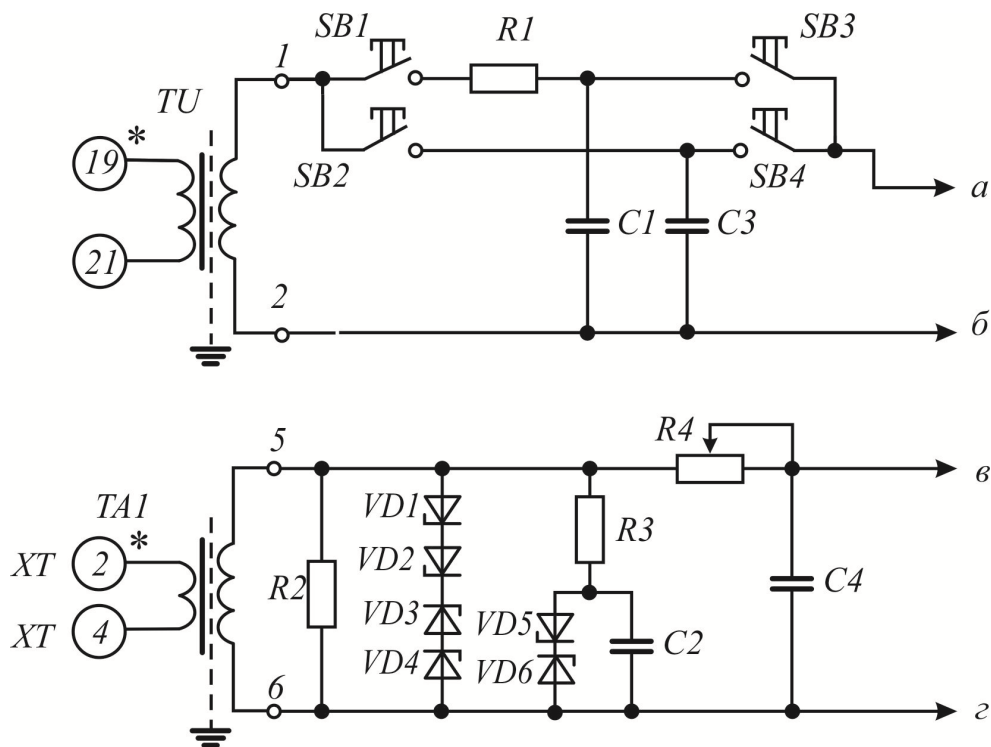 SB1 R1 SB3
1
TU
19 *
SB2 SB4
а
21
C1 C3
2
б
5 R4
в
TA1
XT 2 *
R3
VD1
VD2
R2
C4
XT 4
VD3
VD5 C2
VD4 VD6
6
г